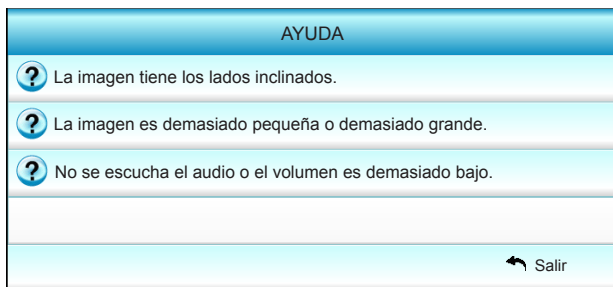 AYUDA
La imagen tiene los lados inclinados.
La imagen es demasiado pequeña o demasiado grande.
No se escucha el audio o el volumen es demasiado bajo.
Salir